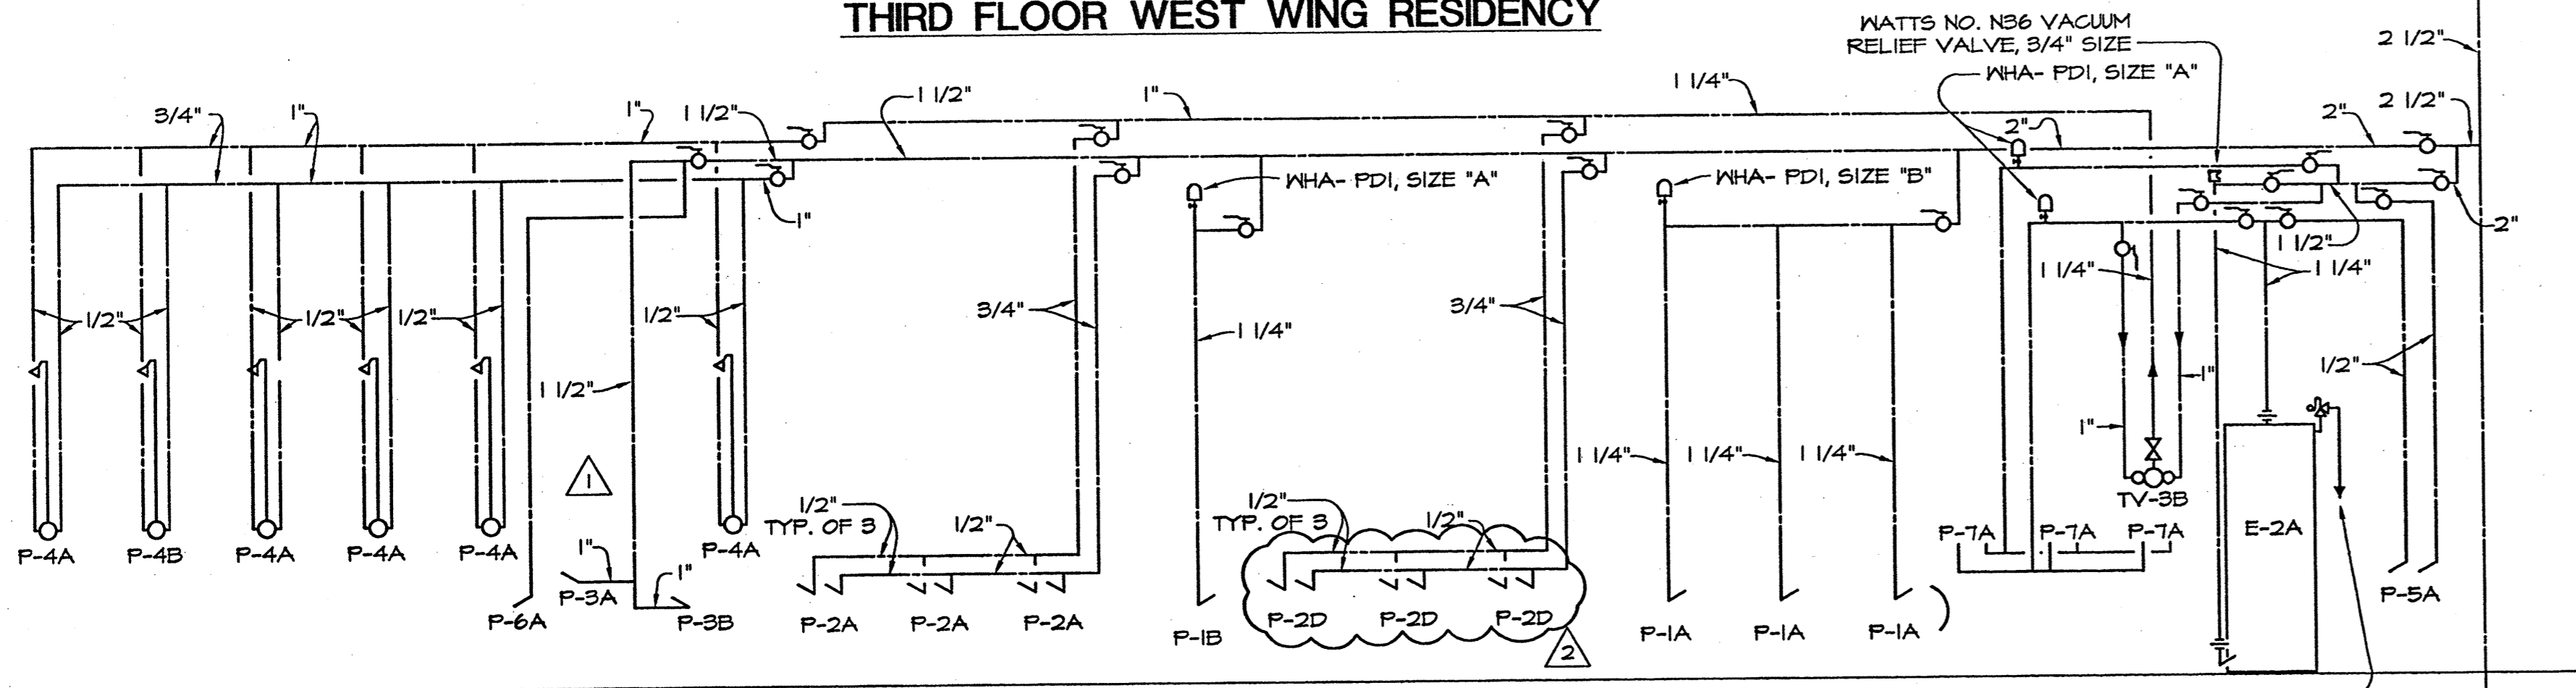 THIRD FLOOR WEST WING RESIDENCY
WATTS NO. N36 VACUUM
RELIEF VALVE, 3/4" SIZE
WHA- PDI, SIZE "A"
2 1/2"
3/4"
1"
1"
1 1/2"
1 1/2"
1"
1 1/4"
2"
2"
2 1/2"
WHA- PDI, SIZE "A"
WHA- PDI, SIZE "B"
1"
2"
1 1/2"
1 1/4"
1 1/4"
1/2"
1/2"
1/2"
1/2"
3/4"
1 1/4"
3/4"
1/2"
1 1/2"
1"
1"
1 1/4"
1 1/4"
1 1/4"
TV-3B
1
1/2"
TYP. OF 3
1/2"
1/2"
TYP. OF 3
1/2"
P-7A
P-7A
P-7A
E-2A
P-4A
P-4B
P-4A
P-4A
P-4A
P-4A
1"
1"
P-3A
P-6A
P-3B
P-2A
P-2A
P-2A
P-1B
P-2D
P-2D
P-2D
2
P-1A
P-1A
P-1A
P-5A